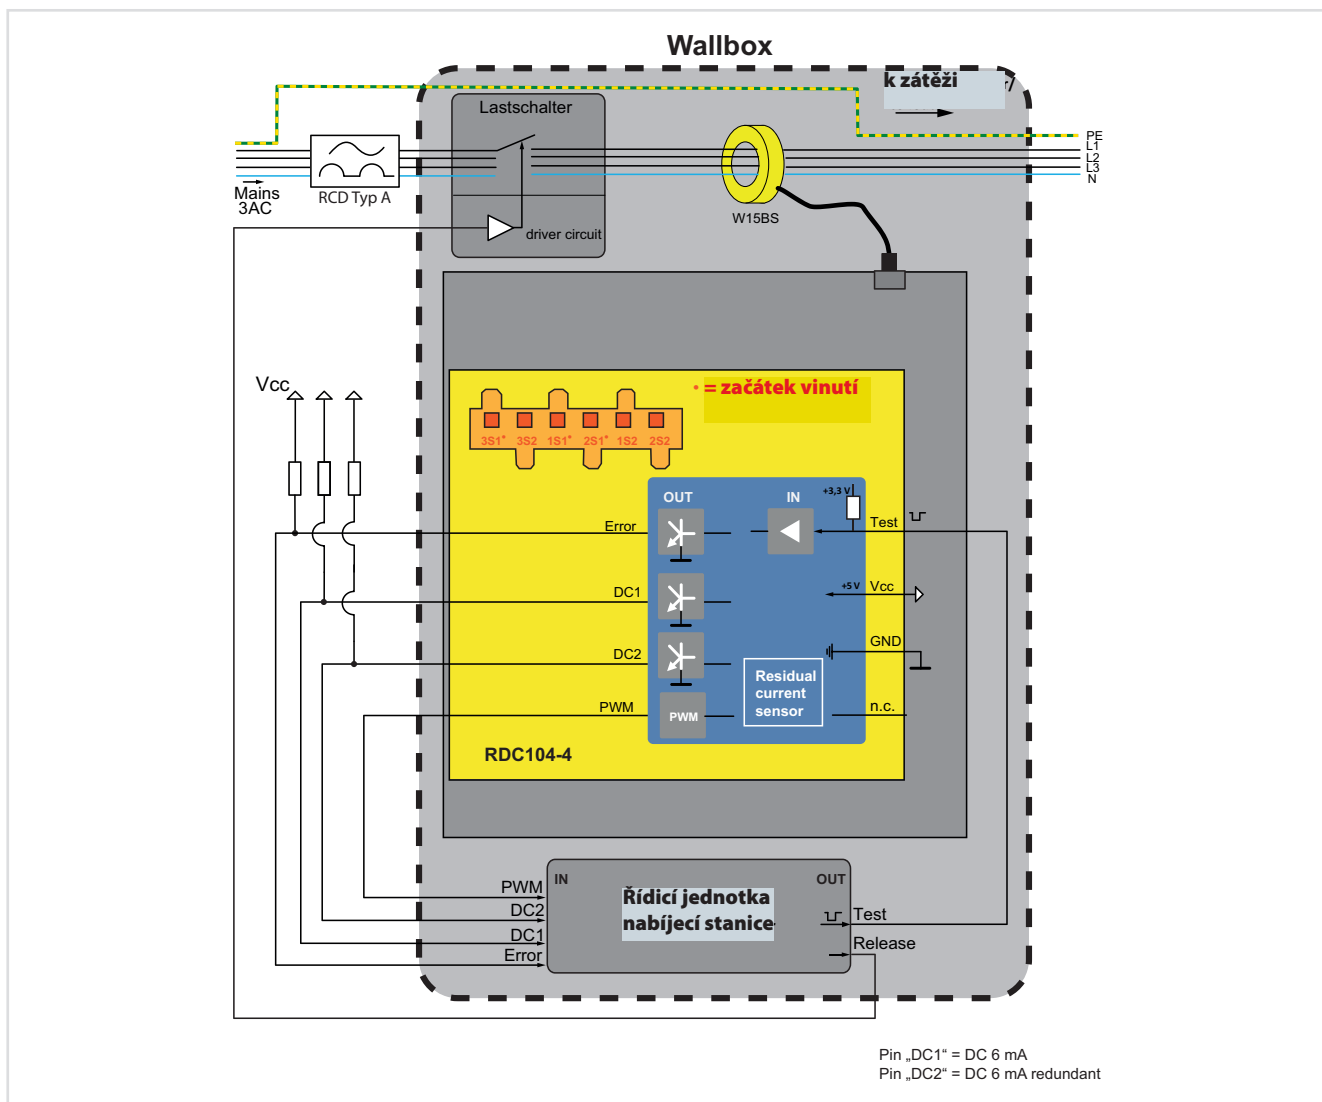 Wallbox
k zátěži r/
Lastschalter
PE
L1
L2
L3
N
Mains
3AC
RCD Typ A
W15BS
driver circuit
Vcc
• = začátek vinutí
3S1• 3S2 1S1• 2S1• 1S2 2S2
OUT IN
+3,3 V
Error
Test
DC1
+5 V
Vcc
DC2
GND
Residual
current
sensor
PWM
PWM
n.c.
RDC104-4
IN OUT
PWM
DC2
DC1
Error
Řídicí jednotka
nabíjecí stanice
Test
Release
Pin „DC1“ = DC 6 mA
Pin „DC2“ = DC 6 mA redundant